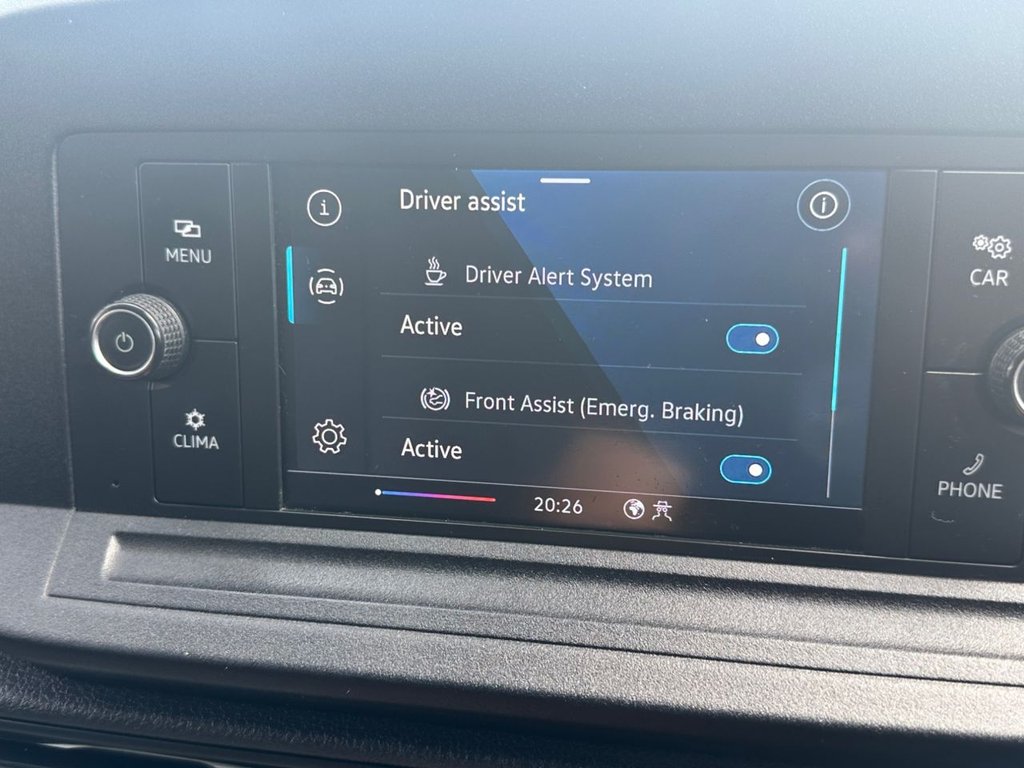 MENU
CLIMA
Driver assist
Driver Alert System
Active
Front Assist (Emerg. Braking)
Active
20:26
CAR
PHONE